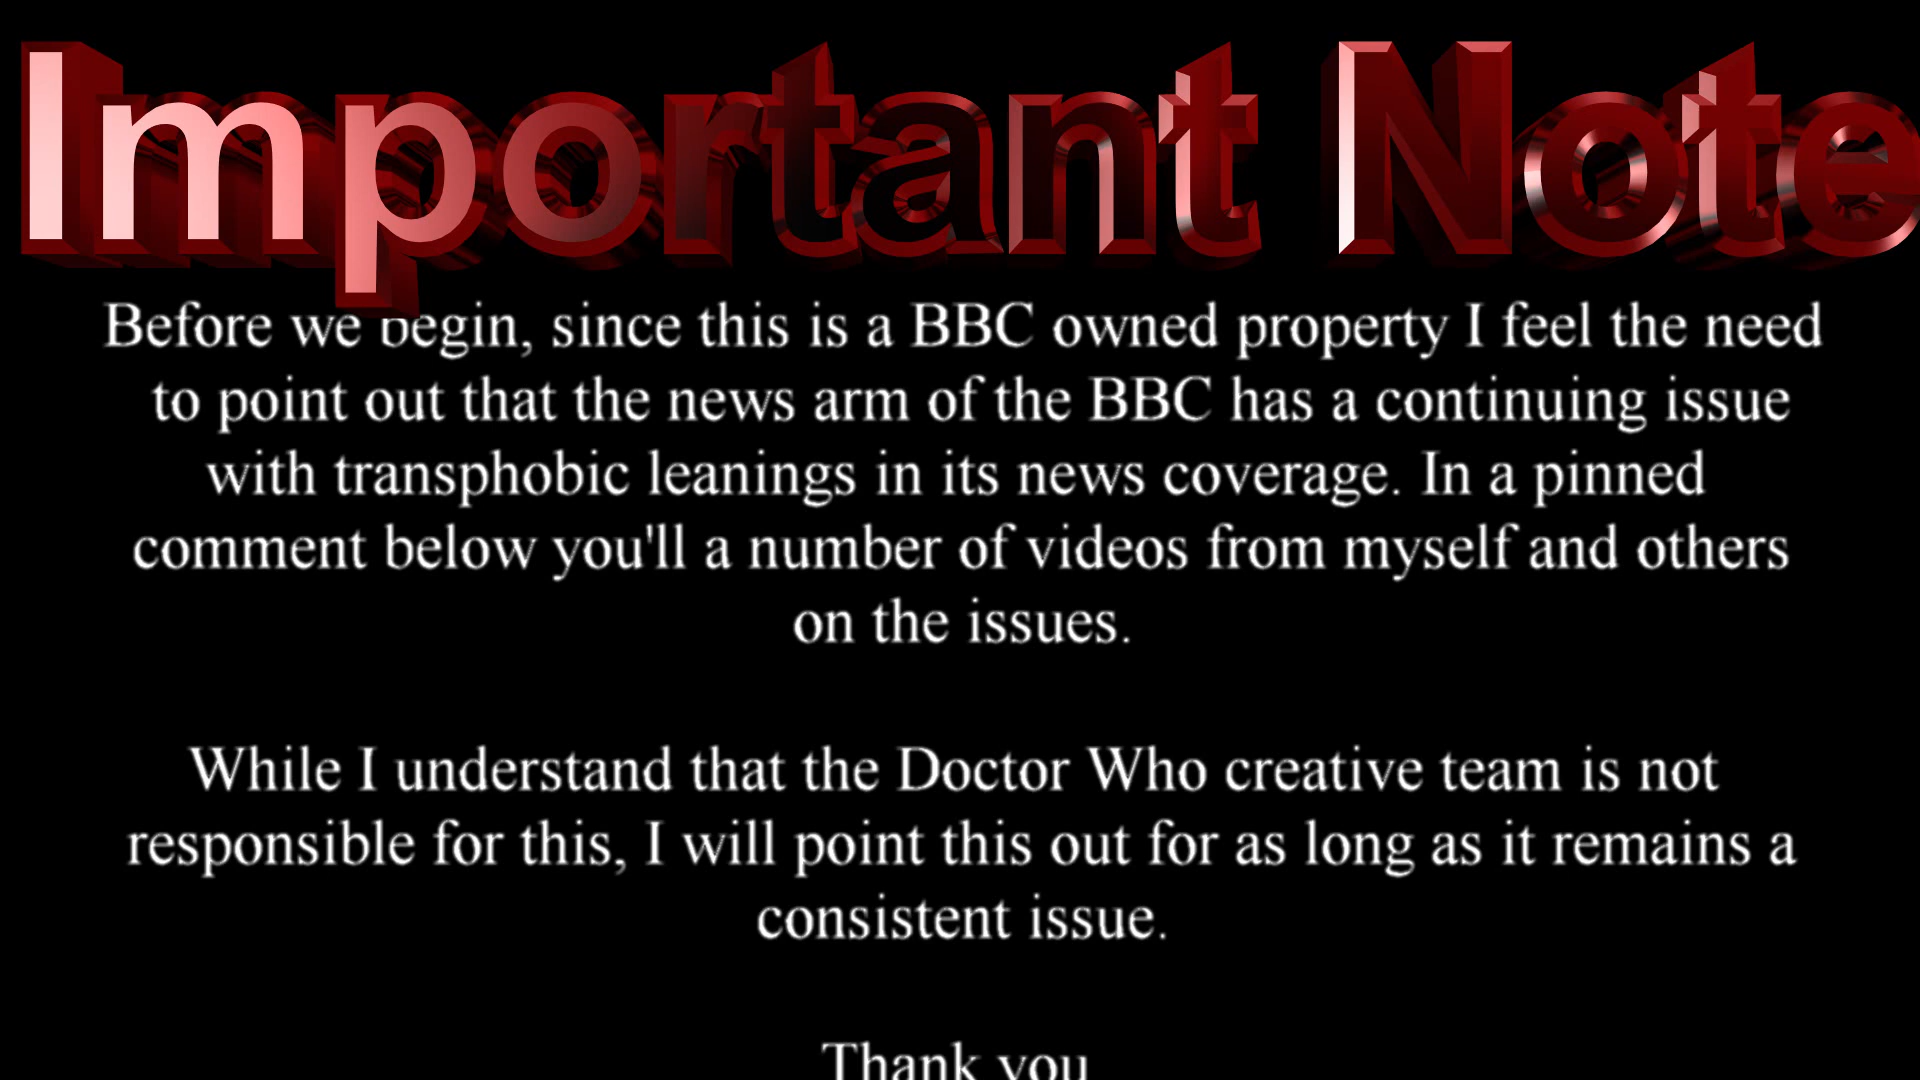 Important Note
Before we begin, since this is a BBC owned property I feel the need
to point out that the news arm of the BBC has a continuing issue
with transphobic leanings in its news coverage. In a pinned
comment below you'll a number of videos from myself and others
on the issues.
While I understand that the Doctor Who creative team is not
responsible for this, I will point this out for as long as it remains a
consistent issue.
Thank you